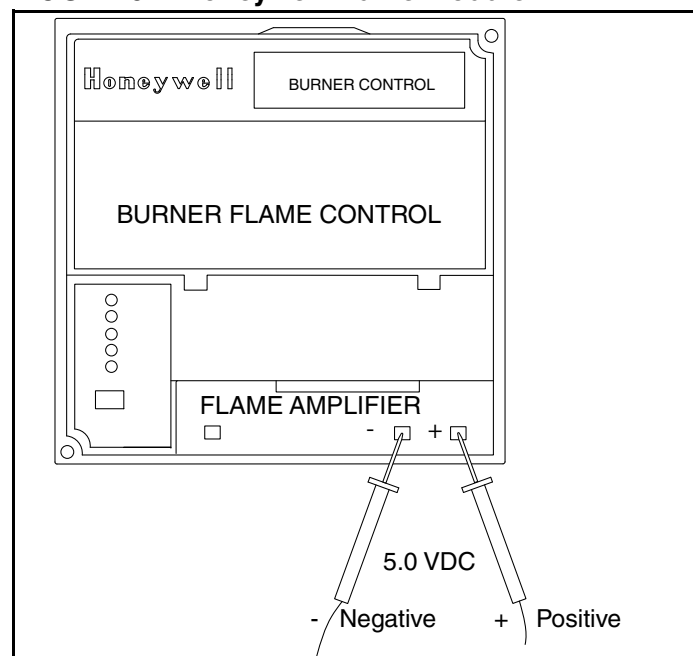 Honeywell
BURNER CONTROL
BURNER FLAME CONTROL
FLAME AMPLIFIER
- +
5.0 VDC
- Negative + Positive